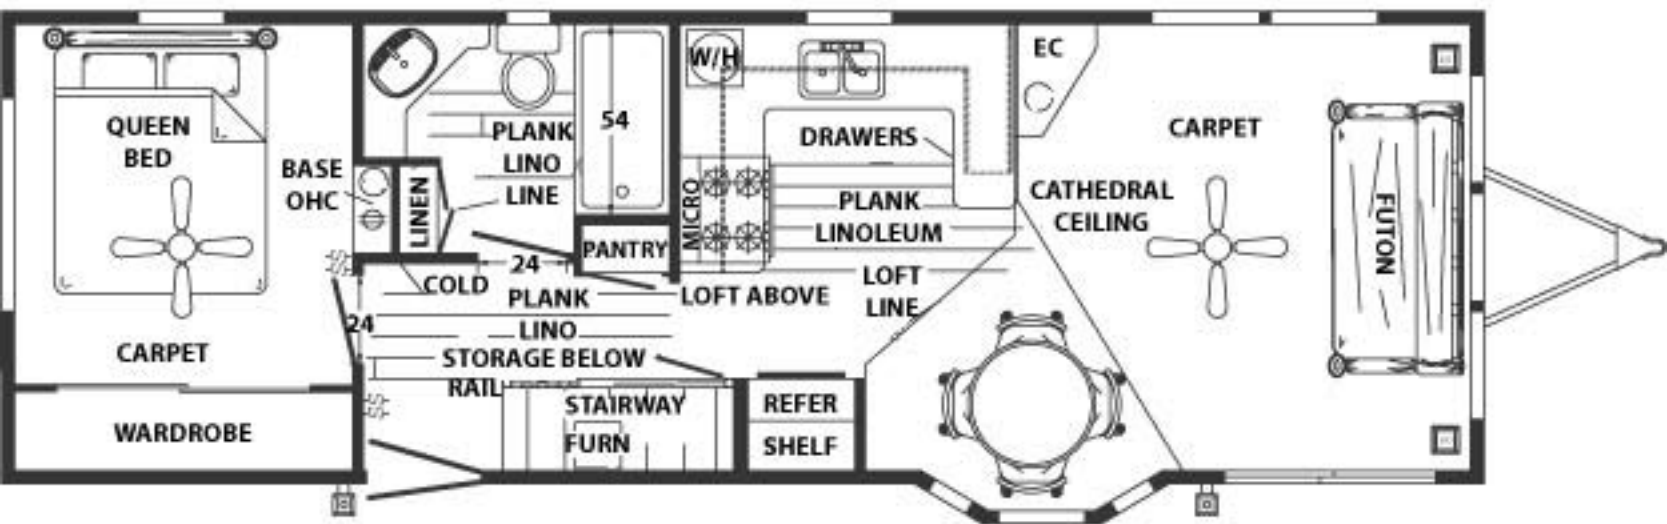 QUEEN
BED
BASE
OHC
CARPET
WARDROBE
24
LINEN
COLD
24
PLANK
LINO
LINE
54
PANTRY
PLANK
LINO
STORAGE BELOW
RAIL
STAIRWAY
FURN
REFER
SHELF
W/H
MICRO
DRAWERS
PLANK
LINOLEUM
LOFT ABOVE
LOFT
LINE
EC
CATHEDRAL
CEILING
CARPET
FUTON